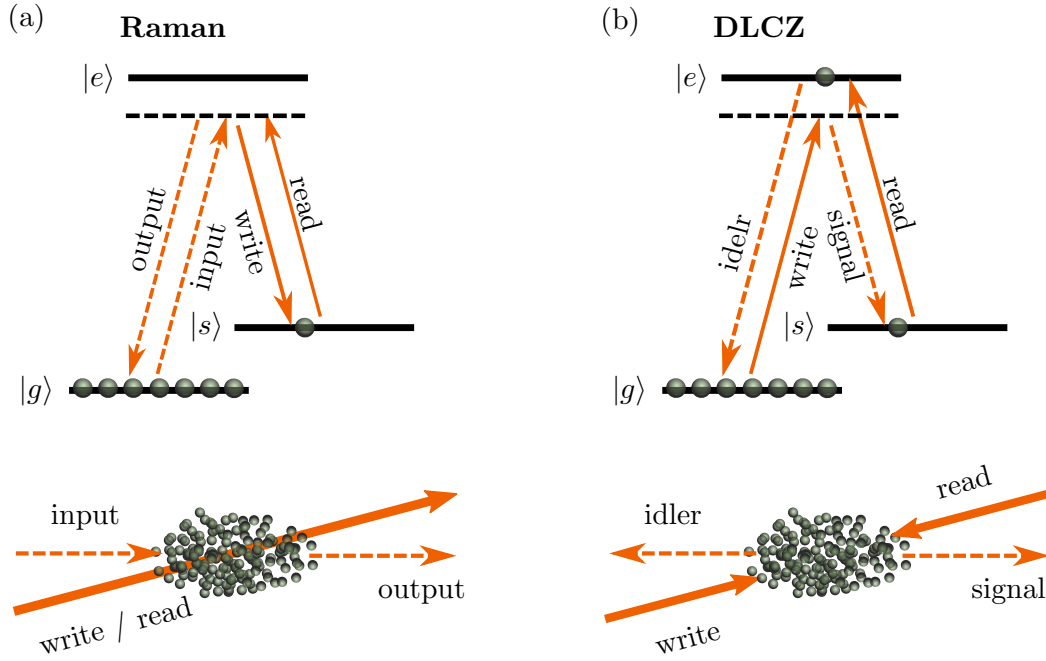 (a)
Raman
|e⟩
output
input
write
read
|s⟩
|g⟩
input
output
write / read
(b)
DLCZ
|e⟩
idelr
write
signal
read
|s⟩
|g⟩
read
idler
signal
write